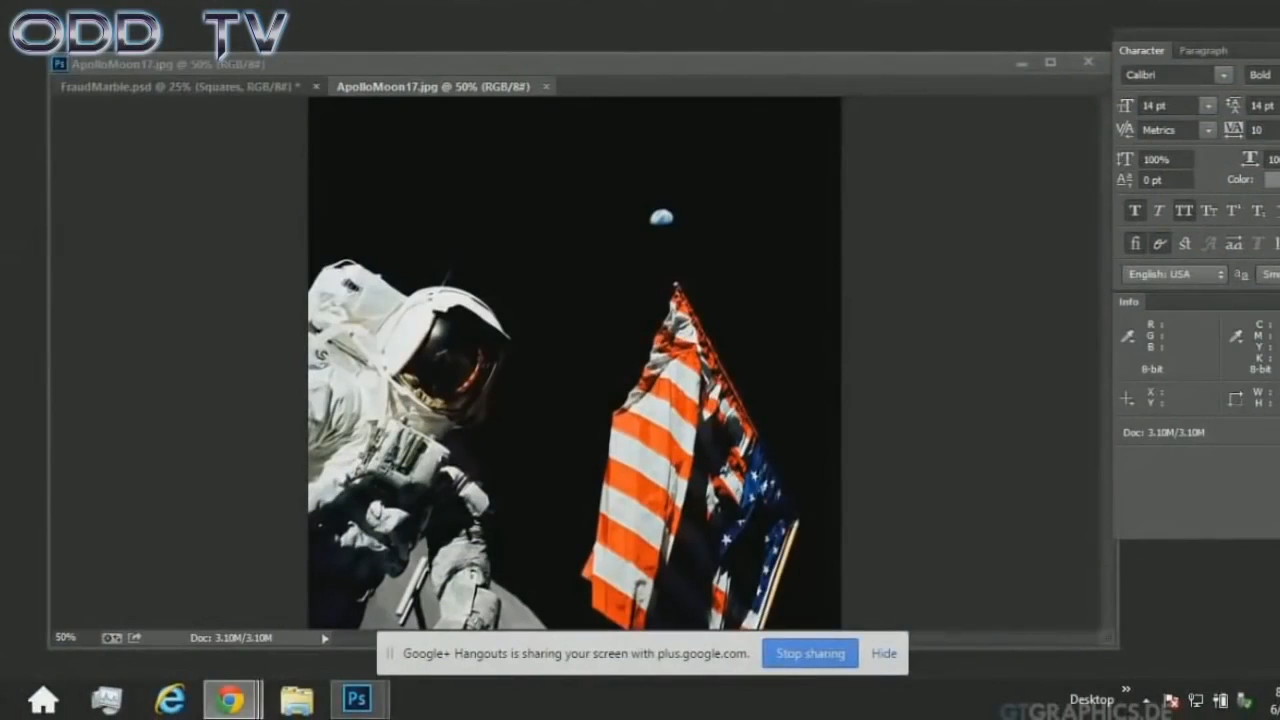 ODD TV
ApolloMoon17.jpg @ 50% (RGB/8#)
FraudMarble.psd @ 25% (Squares, RGB/8#) * ×
ApolloMoon17.jpg @ 50% (RGB/8#) ×
Character Paragraph
Calibri Bold
14 pt 14 pt
Metrics 10
100% 10
0 pt Color:
English: USA
Info
R: C:
G: M:
B: Y:
K:
8-bit 8-bit
X: W:
Y: H:
Doc: 3.10M/3.10M
50% Doc: 3.10M/3.10M
Google+ Hangouts is sharing your screen with plus.google.com. Stop sharing Hide
Ps Desktop
GTGRAPHICS.DE